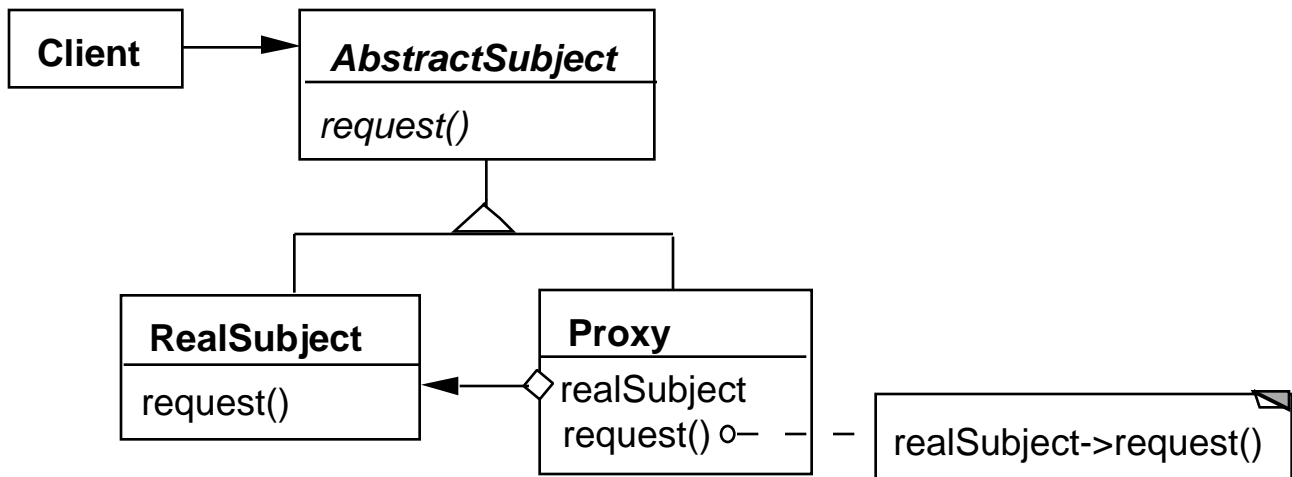 Client
AbstractSubject
request()
RealSubject
request()
Proxy
realSubject
request()
realSubject->request()